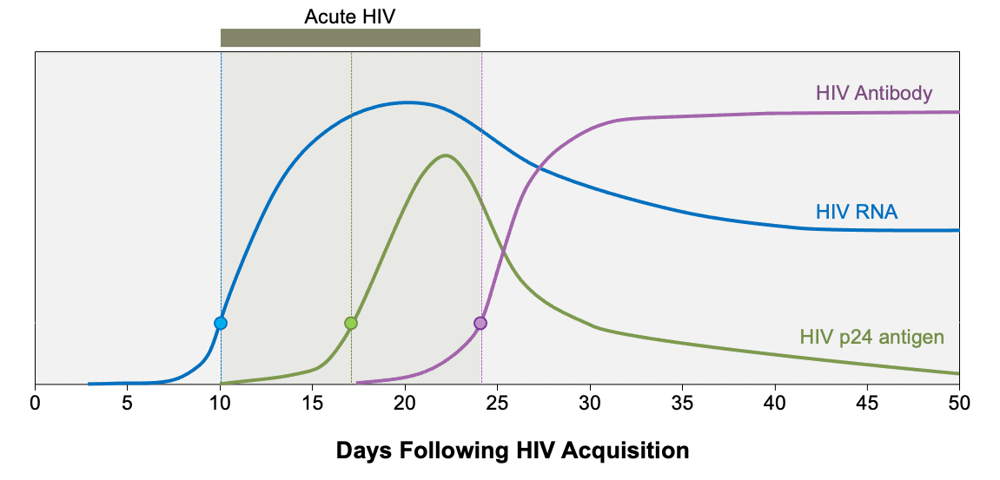 Acute HIV
HIV Antibody
HIV RNA
HIV p24 antigen
0 5 10 15 20 25 30 35 40 45 50
Days Following HIV Acquisition